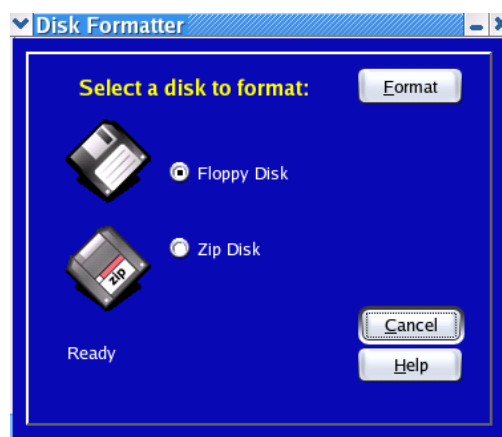 Disk Formatter
Select a disk to format:
Format
Floppy Disk
zip
Zip Disk
Cancel
Ready
Help